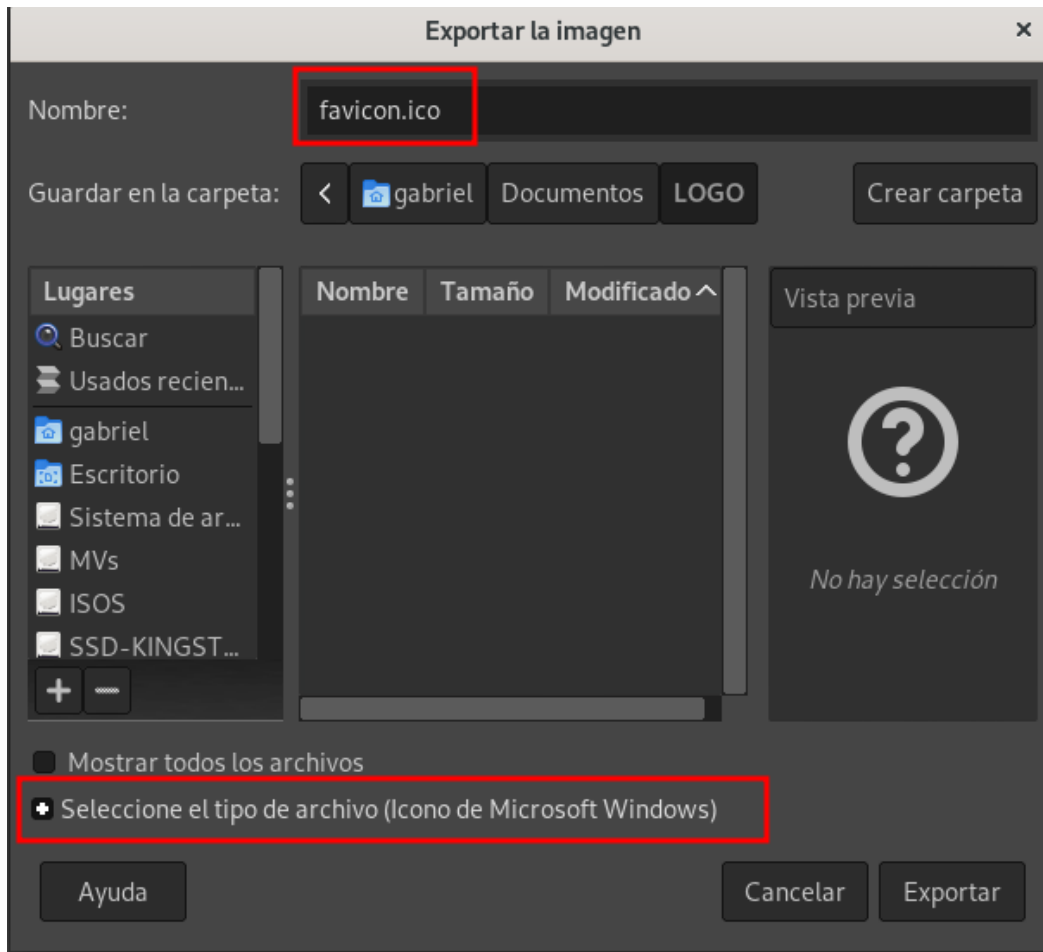 Exportar la imagen
Nombre:
favicon.ico
Guardar en la carpeta:
gabriel
Documentos
LOGO
Crear carpeta
Lugares
Buscar
Usados recien...
gabriel
Escritorio
Sistema de ar...
MVs
ISOS
SSD-KINGST...
Nombre
Tamaño
Modificado
Vista previa
No hay selección
Mostrar todos los archivos
Seleccione el tipo de archivo (Icono de Microsoft Windows)
Ayuda
Cancelar
Exportar